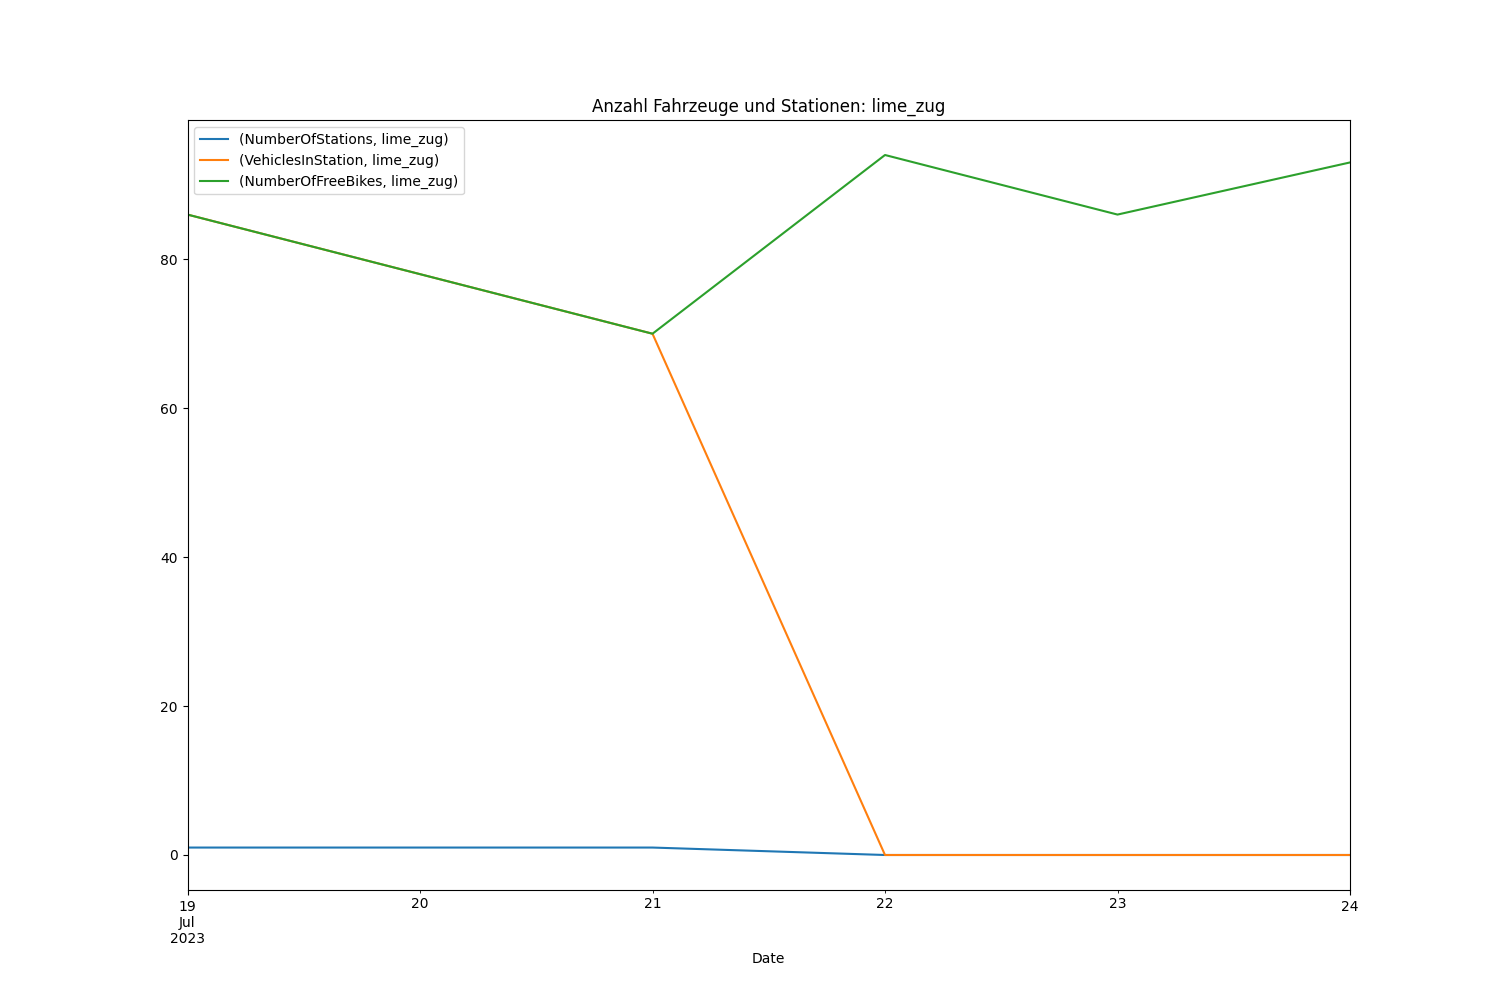 Anzahl Fahrzeuge und Stationen: lime_zug
(NumberOfStations, lime_zug)
(VehiclesInStation, lime_zug)
(NumberOfFreeBikes, lime_zug)
80
60
40
20
0
19 20 21 22 23 24
Jul
2023
Date